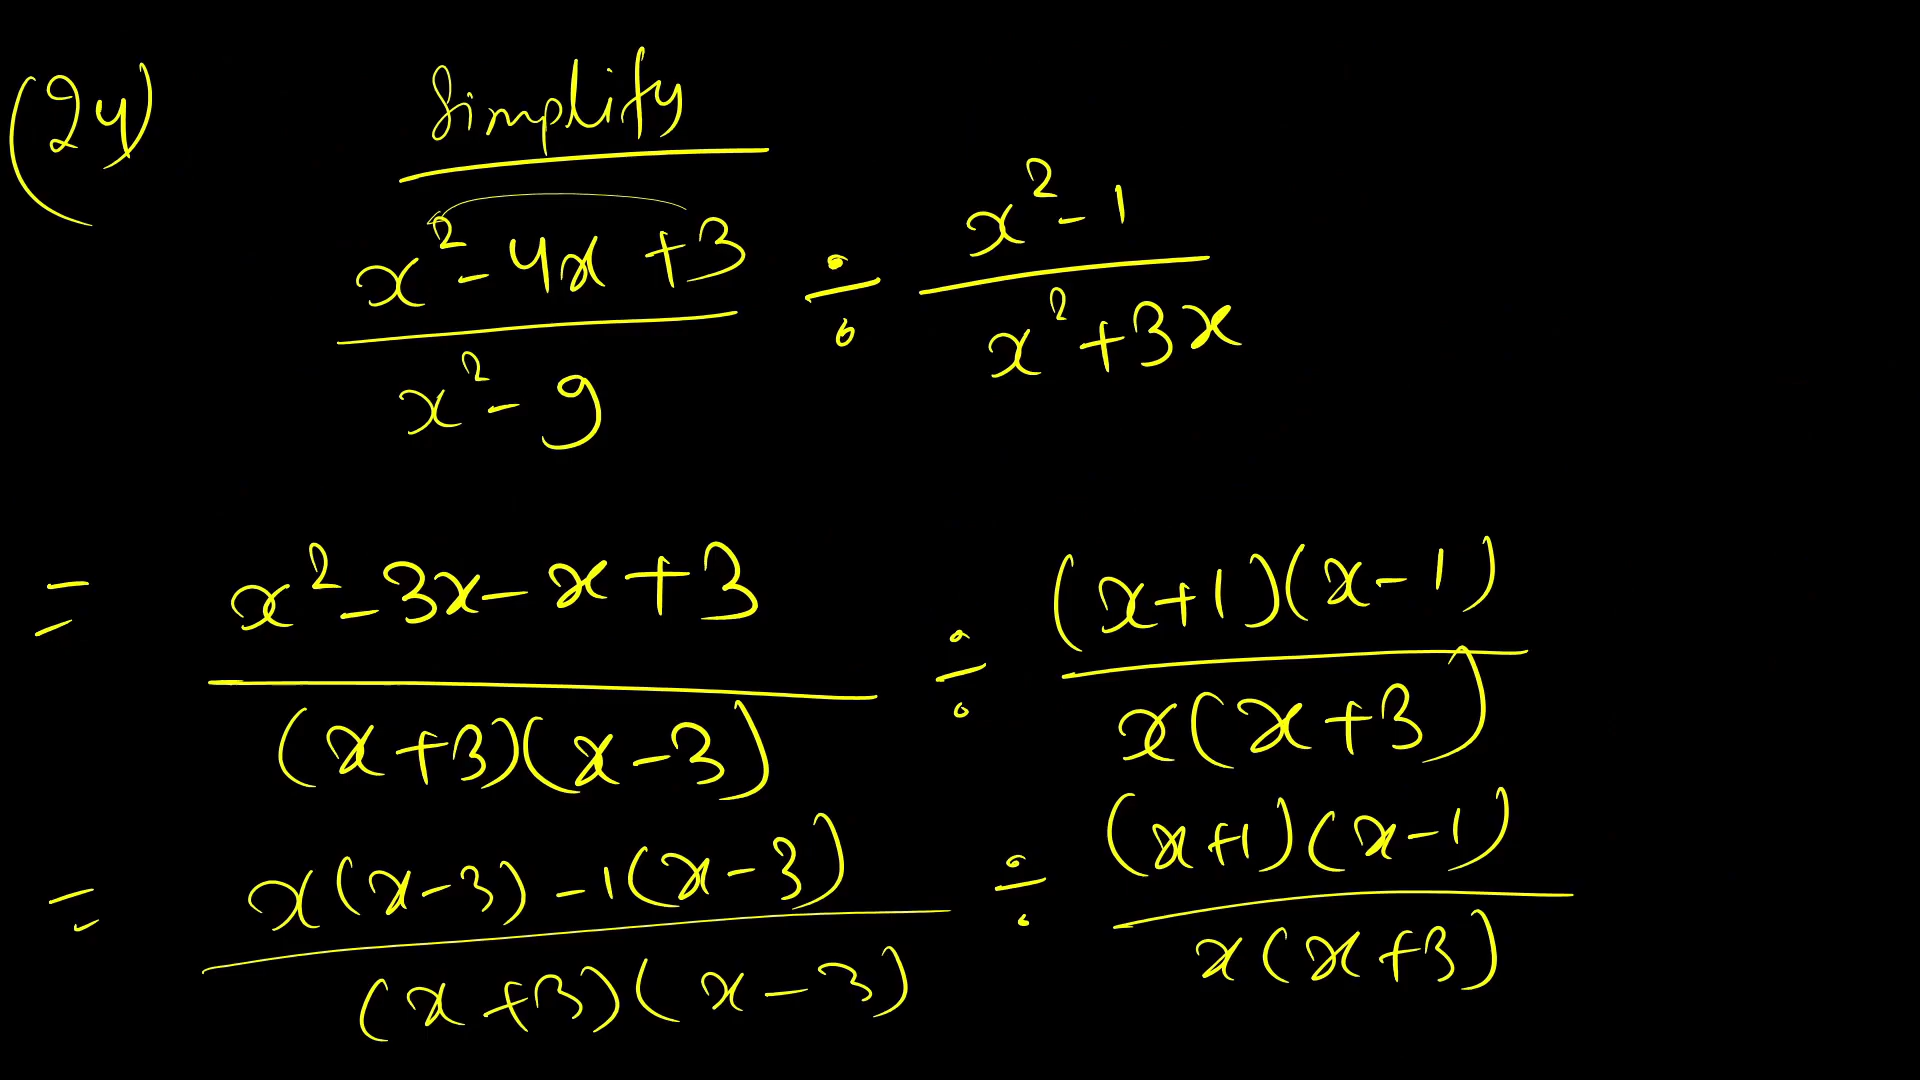 (24) Simplify
(x² - 4x + 3)/(x² - 9) ÷ (x² - 1)/(x² + 3x)
= (x² - 3x - x + 3)/((x+3)(x-3)) ÷ ((x+1)(x-1))/(x(x+3))
= (x(x-3) - 1(x-3))/((x+3)(x-3)) ÷ ((x+1)(x-1))/(x(x+3))